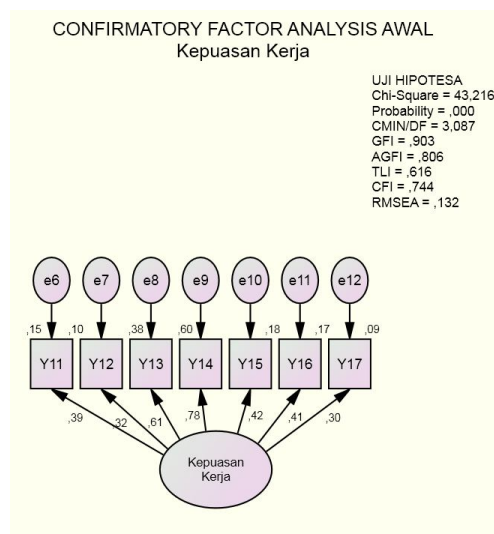 CONFIRMATORY FACTOR ANALYSIS AWAL
Kepuasan Kerja
UJI HIPOTESA
Chi-Square = 43,216
Probability = ,000
CMIN/DF = 3,087
GFI = ,903
AGFI = ,806
TLI = ,616
CFI = ,744
RMSEA = ,132
e6 e7 e8 e9 e10 e11 e12
,15 ,10 ,38 ,60 ,18 ,17 ,09
Y11 Y12 Y13 Y14 Y15 Y16 Y17
,39 ,32 ,61 ,78 ,42 ,41 ,30
Kepuasan
Kerja